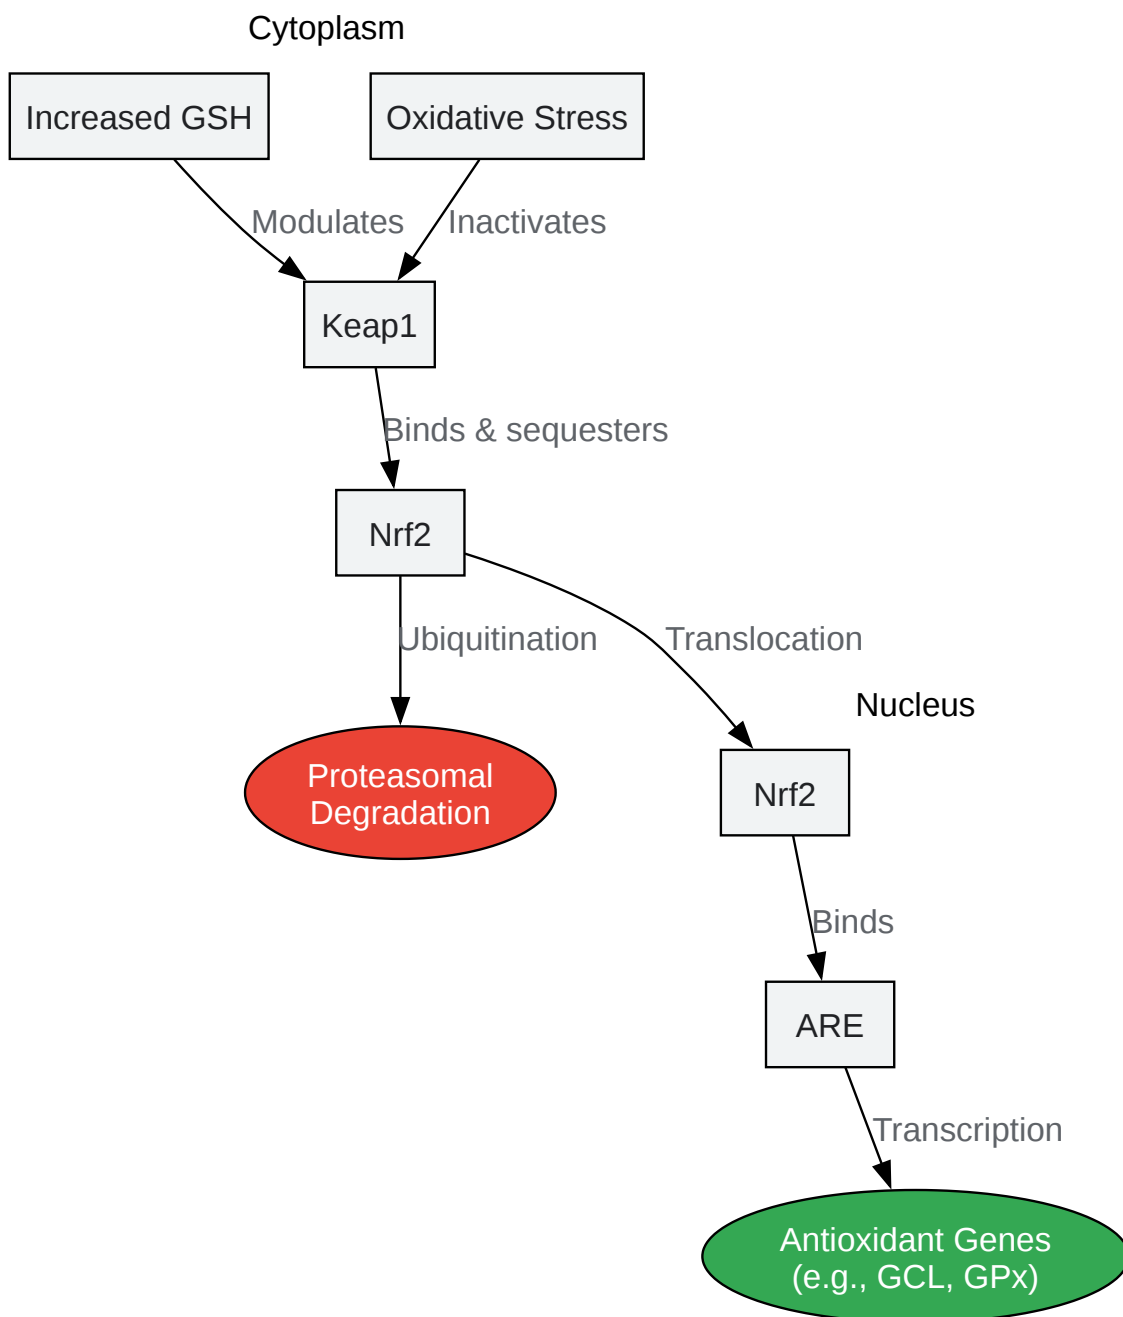 Cytoplasm
Increased GSH
Oxidative Stress
Modulates
Inactivates
Keap1
Binds & sequesters
Nrf2
Ubiquitination
Translocation
Nucleus
Proteasomal
Degradation
Nrf2
Binds
ARE
Transcription
Antioxidant Genes
(e.g., GCL, GPx)